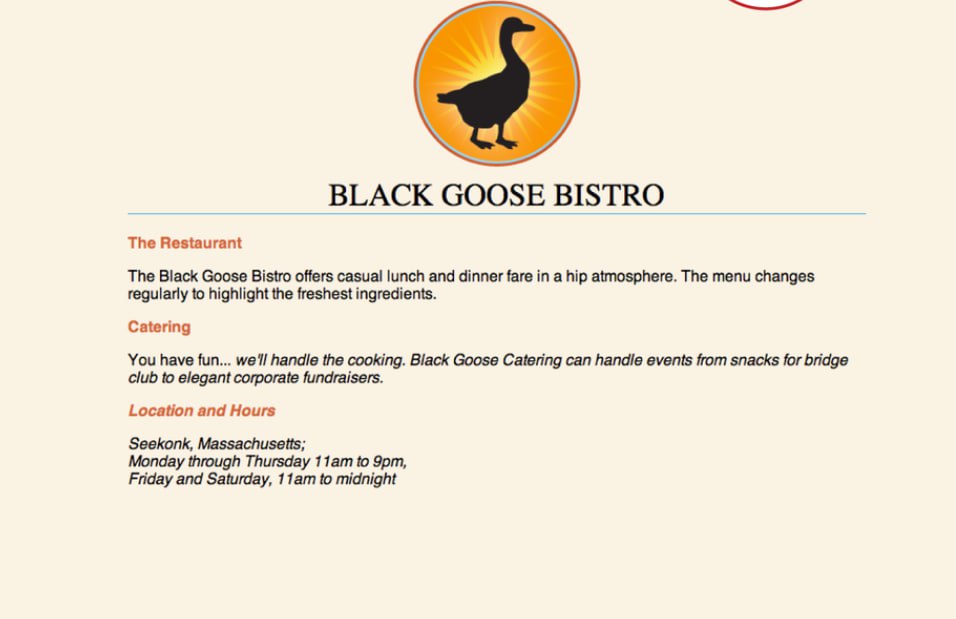 BLACK GOOSE BISTRO
The Restaurant
The Black Goose Bistro offers casual lunch and dinner fare in a hip atmosphere. The menu changes
regularly to highlight the freshest ingredients.
Catering
You have fun... we'll handle the cooking. Black Goose Catering can handle events from snacks for bridge
club to elegant corporate fundraisers.
Location and Hours
Seekonk, Massachusetts;
Monday through Thursday 11am to 9pm,
Friday and Saturday, 11am to midnight